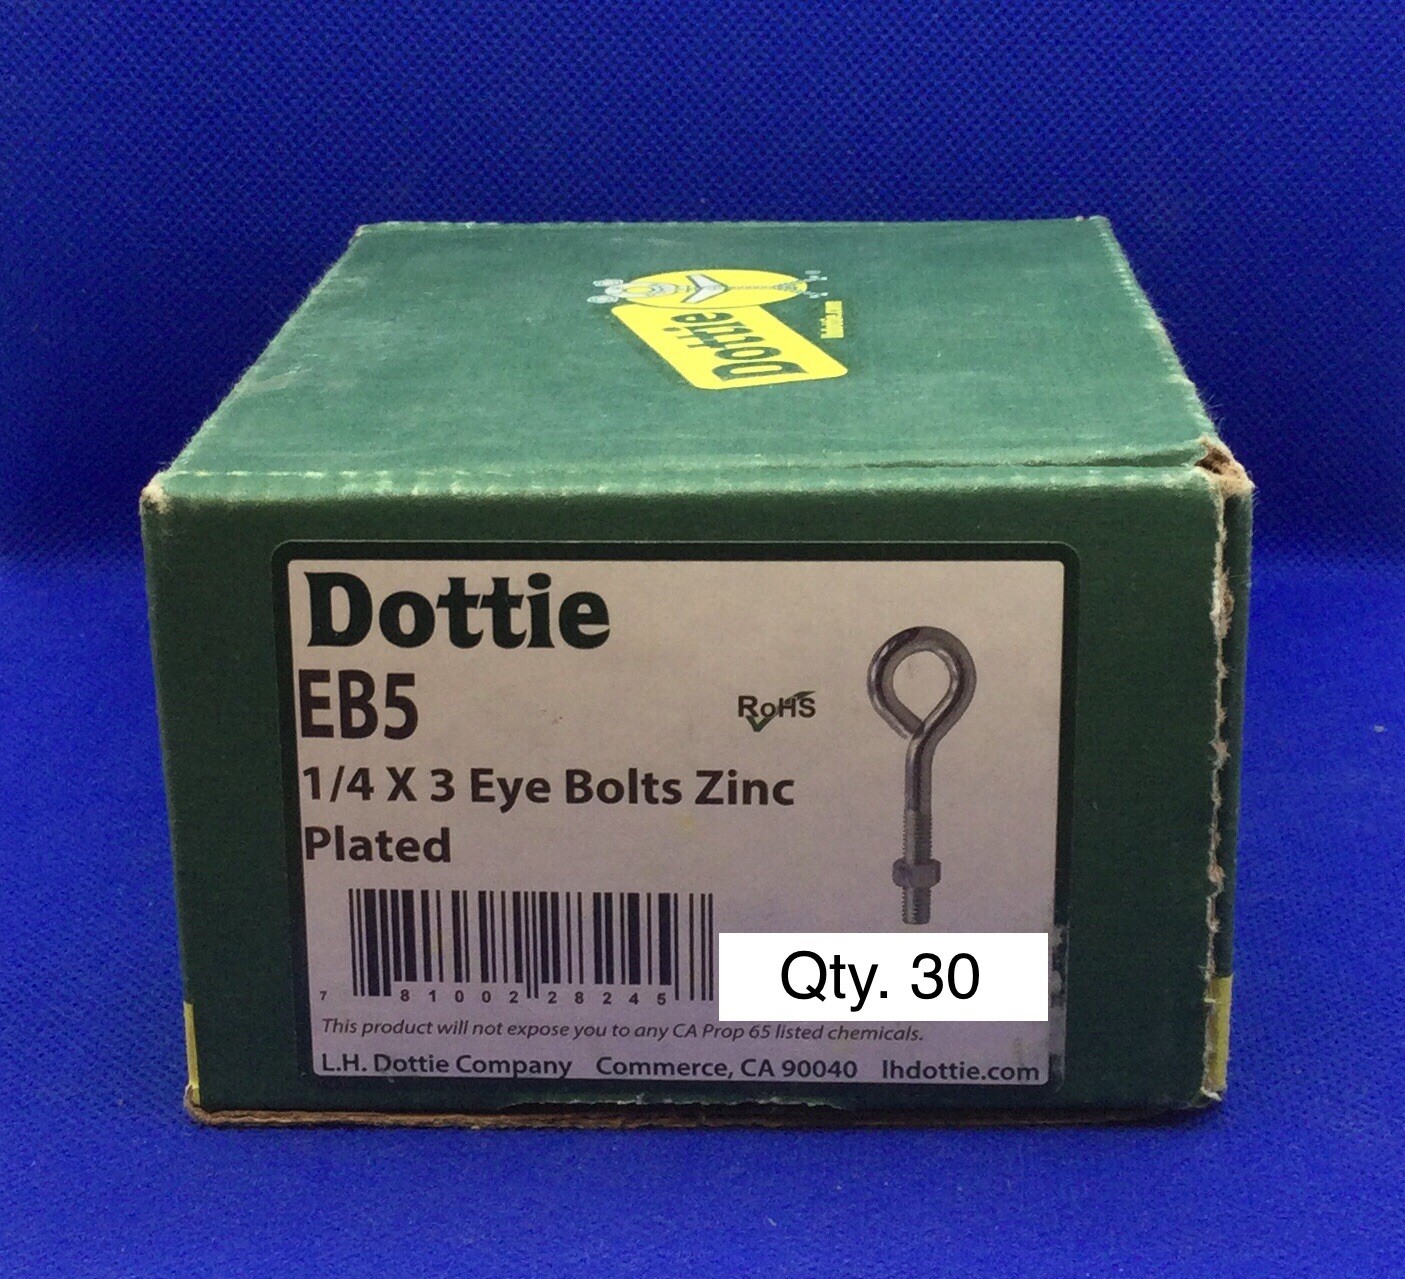 Dottie
Dottie
EB5
RoHS
1/4 X 3 Eye Bolts Zinc
Plated
7 81002 28245
Qty. 30
This product will not expose you to any CA Prop 65 listed chemicals.
L.H. Dottie Company Commerce, CA 90040 lhdottie.com